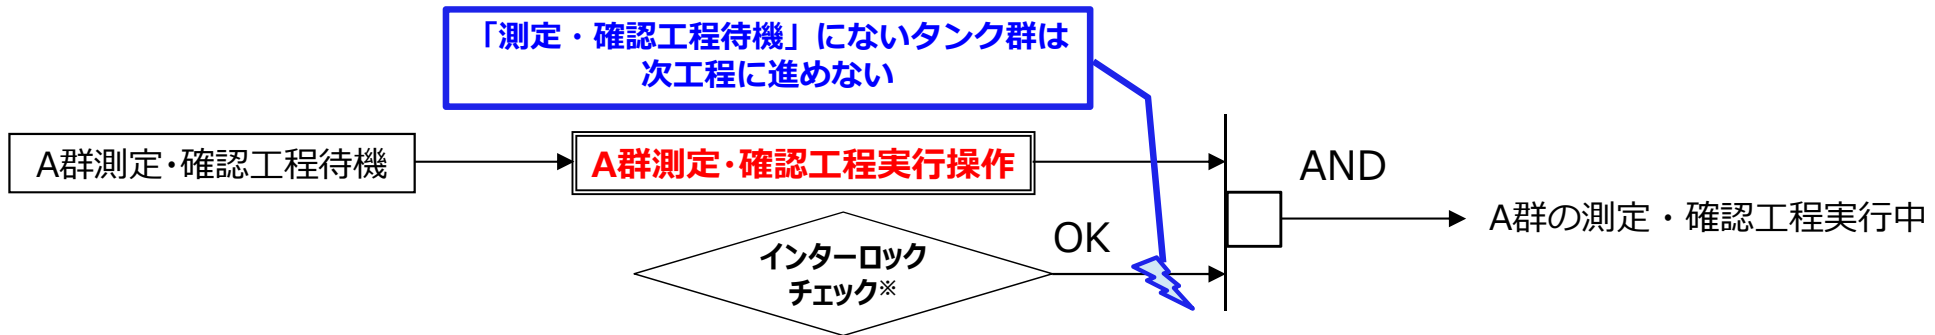 「測定・確認工程待機」にないタンク群は
次工程に進めない
A群測定･確認工程待機
A群測定･確認工程実行操作
AND
A群の測定・確認工程実行中
OK
インターロック
チェック※